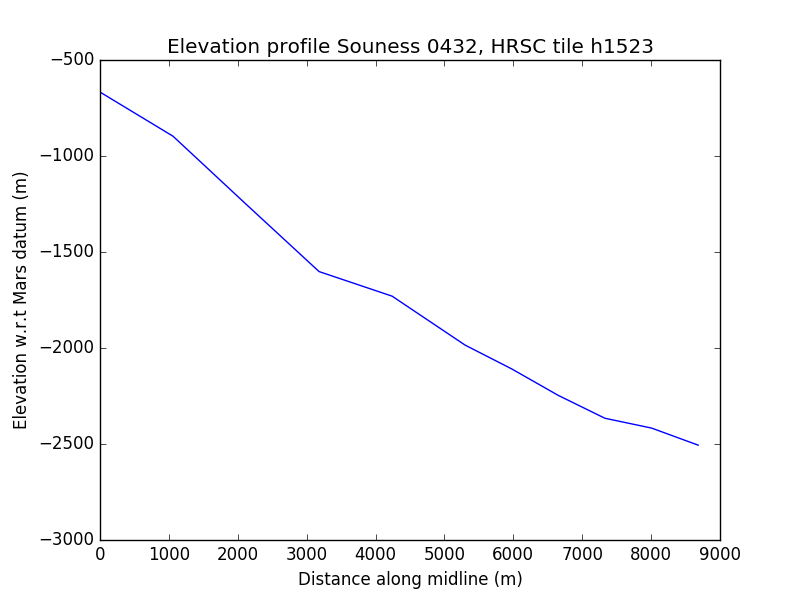 Elevation profile Souness 0432, HRSC tile h1523
−500
−1000
−1500
−2000
−2500
−3000
Elevation w.r.t Mars datum (m)
0 1000 2000 3000 4000 5000 6000 7000 8000 9000
Distance along midline (m)